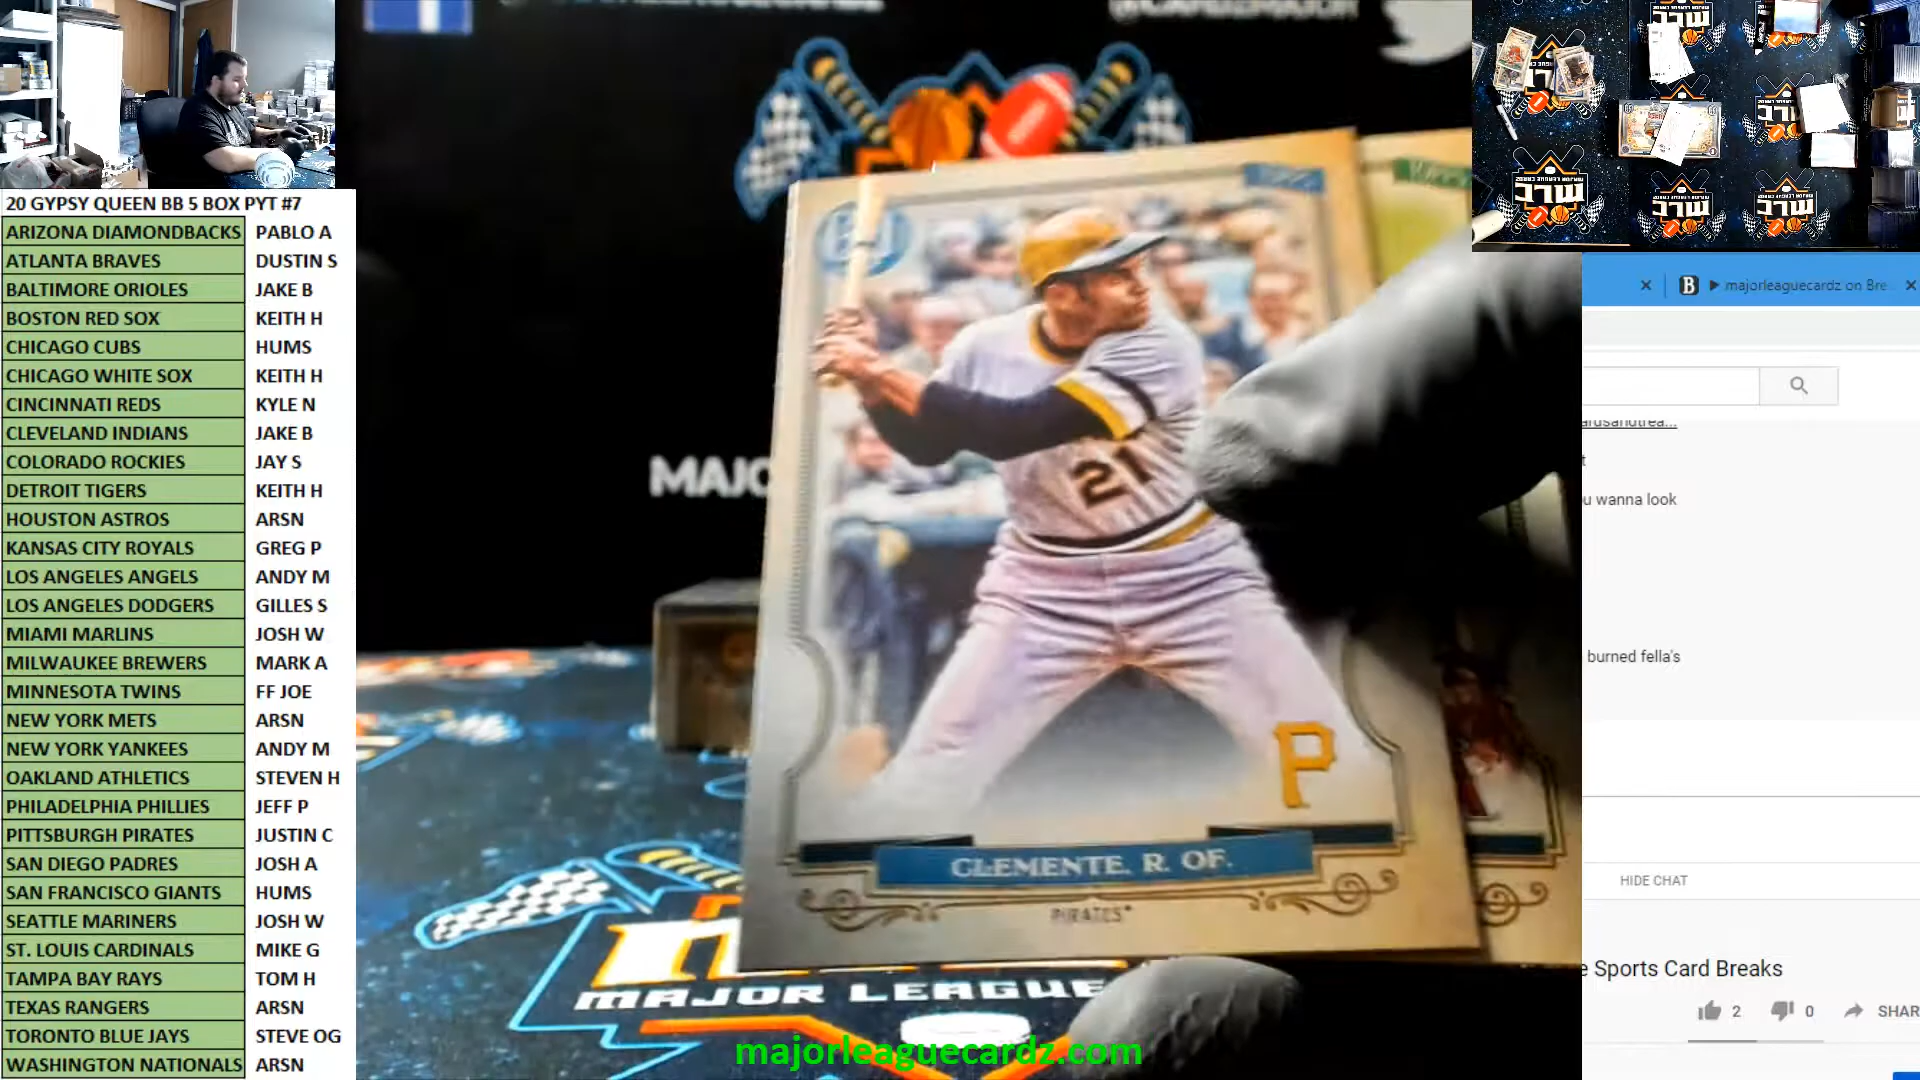 20 GYPSY QUEEN BB 5 BOX PYT #7
ARIZONA DIAMONDBACKS PABLO A
ATLANTA BRAVES DUSTIN S
BALTIMORE ORIOLES JAKE B
BOSTON RED SOX KEITH H
CHICAGO CUBS HUMS
CHICAGO WHITE SOX KEITH H
CINCINNATI REDS KYLE N
CLEVELAND INDIANS JAKE B
COLORADO ROCKIES JAY S
DETROIT TIGERS KEITH H
HOUSTON ASTROS ARSN
KANSAS CITY ROYALS GREG P
LOS ANGELES ANGELS ANDY M
LOS ANGELES DODGERS GILLES S
MIAMI MARLINS JOSH W
MILWAUKEE BREWERS MARK A
MINNESOTA TWINS FF JOE
NEW YORK METS ARSN
NEW YORK YANKEES ANDY M
OAKLAND ATHLETICS STEVEN H
PHILADELPHIA PHILLIES JEFF P
PITTSBURGH PIRATES JUSTIN C
SAN DIEGO PADRES JOSH A
SAN FRANCISCO GIANTS HUMS
SEATTLE MARINERS JOSH W
ST. LOUIS CARDINALS MIKE G
TAMPA BAY RAYS TOM H
TEXAS RANGERS ARSN
TORONTO BLUE JAYS STEVE OG
WASHINGTON NATIONALS ARSN
MAJO
21
P
CLEMENTE, R. OF.
PIRATES
MAJOR LEAGUE
majorleaguecardz.com
majorleaguecardz on Bre
u wanna look
burned fella's
HIDE CHAT
e Sports Card Breaks
2
0
SHAR